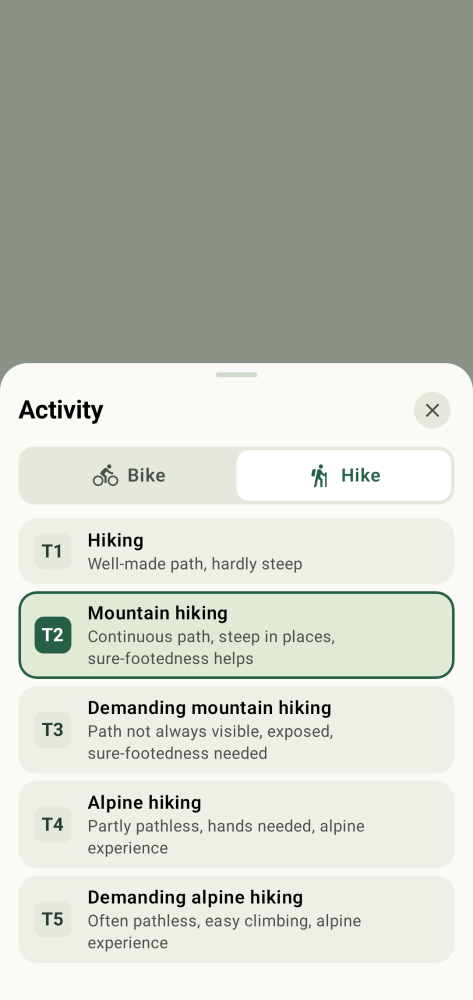 Activity
Bike
Hike
T1
Hiking
Well-made path, hardly steep
T2
Mountain hiking
Continuous path, steep in places,
sure-footedness helps
T3
Demanding mountain hiking
Path not always visible, exposed,
sure-footedness needed
T4
Alpine hiking
Partly pathless, hands needed, alpine
experience
T5
Demanding alpine hiking
Often pathless, easy climbing, alpine
experience